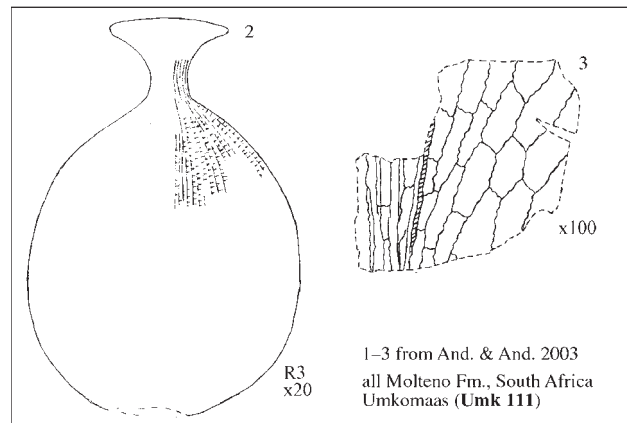 2
3
x100
R3
x20
1–3 from And. & And. 2003
all Molteno Fm., South Africa
Umkomaas (Umk 111)